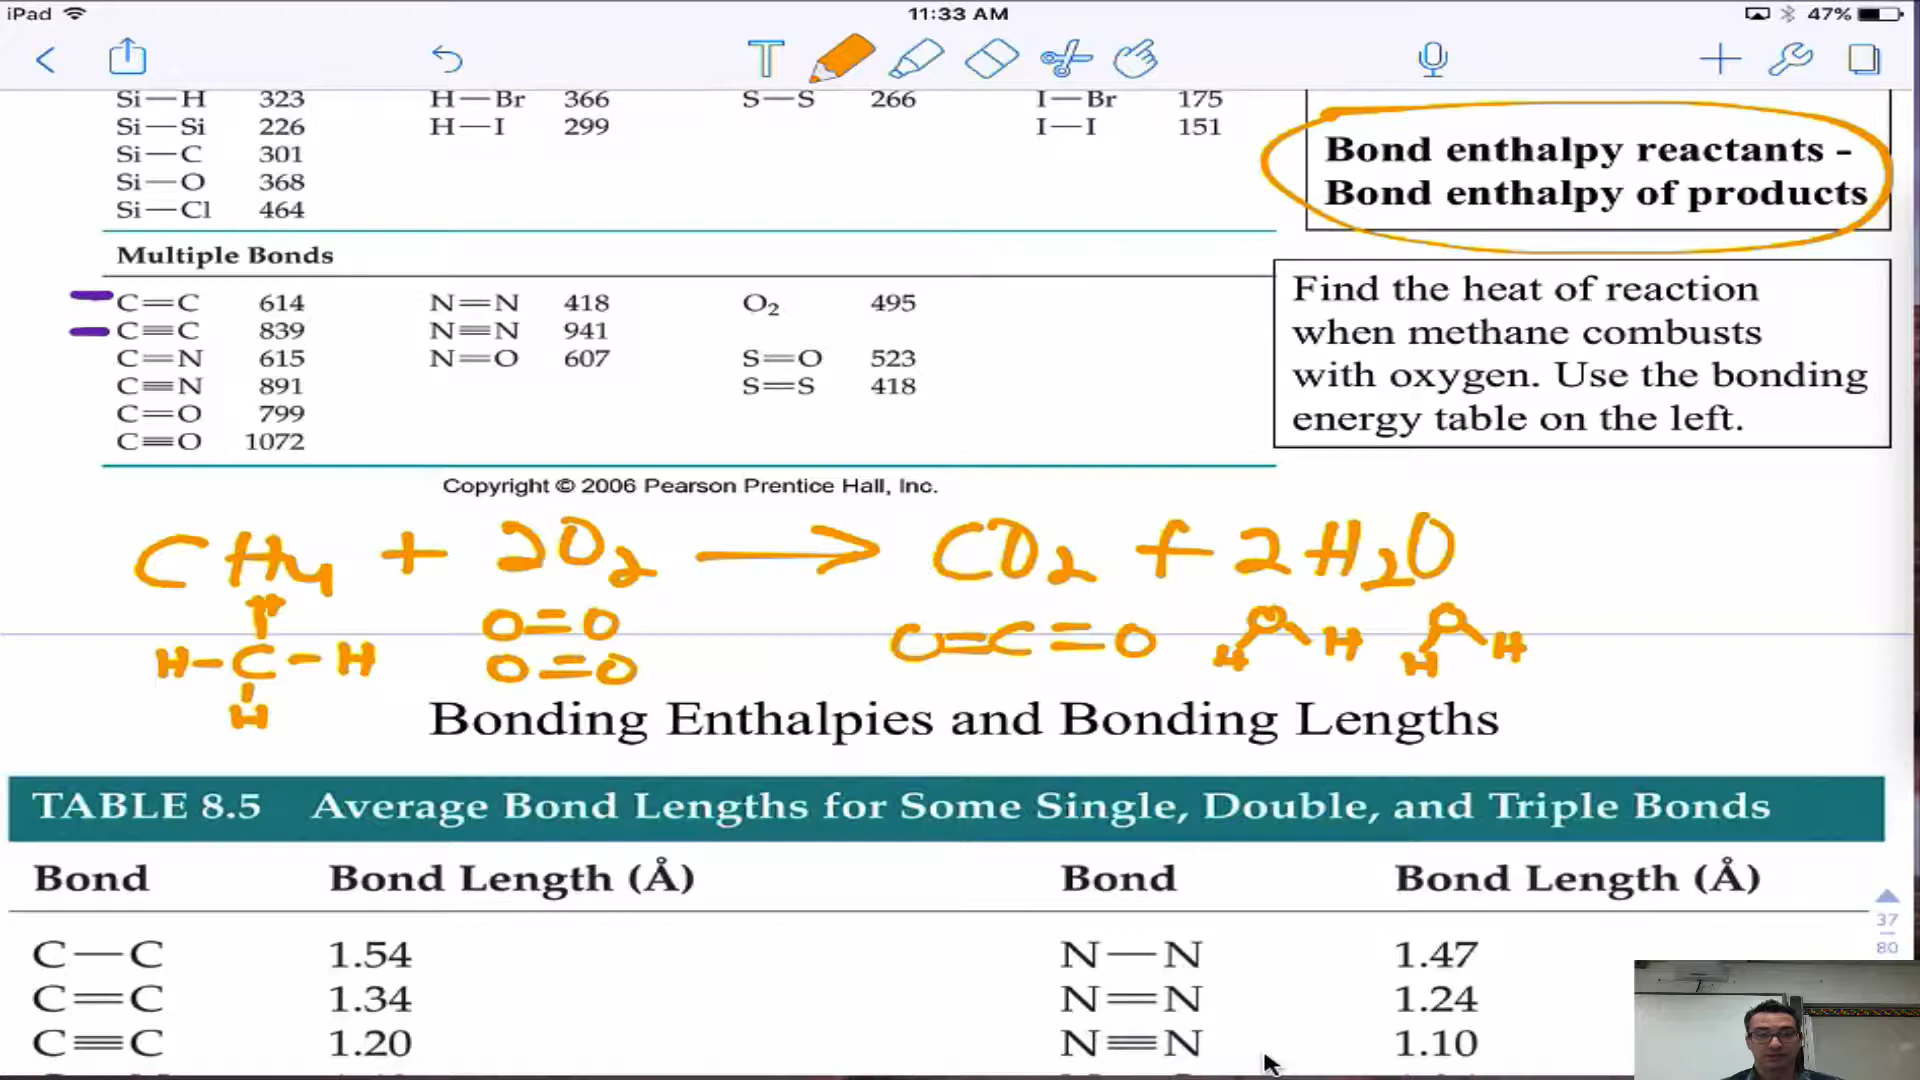 iPad 11:33 AM 47%
T
Si—H 323 H—Br 366 S—S 266 I—Br 175
Si—Si 226 H—I 299 I—I 151
Si—C 301
Si—O 368
Si—Cl 464
Bond enthalpy reactants -
Bond enthalpy of products
Multiple Bonds
C=C 614 N=N 418 O₂ 495
C≡C 839 N≡N 941
C=N 615 N=O 607 S=O 523
C≡N 891 S=S 418
C=O 799
C≡O 1072
Find the heat of reaction
when methane combusts
with oxygen. Use the bonding
energy table on the left.
Copyright © 2006 Pearson Prentice Hall, Inc.
CH₄ + 2O₂ → CO₂ + 2H₂O
H
O=O O=C=O O H O H
H-C-H O=O H H
H
Bonding Enthalpies and Bonding Lengths
TABLE 8.5 Average Bond Lengths for Some Single, Double, and Triple Bonds
Bond Bond Length (Å) Bond Bond Length (Å)
C—C 1.54 N—N 1.47
C=C 1.34 N=N 1.24
C≡C 1.20 N≡N 1.10
37
80